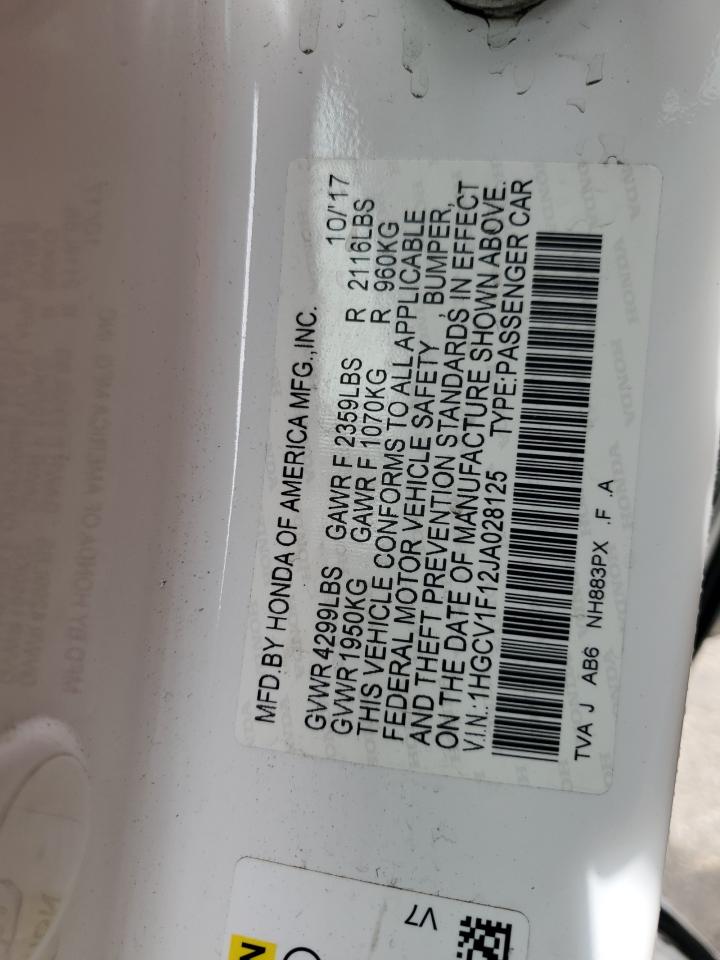 MFD.BY HONDA OF AMERICA MFG.,INC. 10/'17
GVWR 4299LBS GAWR F 2359LBS R 2116LBS
GVWR 1950KG GAWR F 1070KG R 960KG
THIS VEHICLE CONFORMS TO ALL APPLICABLE
FEDERAL MOTOR VEHICLE SAFETY , BUMPER,
AND THEFT PREVENTION STANDARDS IN EFFECT
ON THE DATE OF MANUFACTURE SHOWN ABOVE.
V.I.N.:1HGCV1F12JA028125 TYPE:PASSENGER CAR
TVA J AB6 NH883PX .F .A
V7